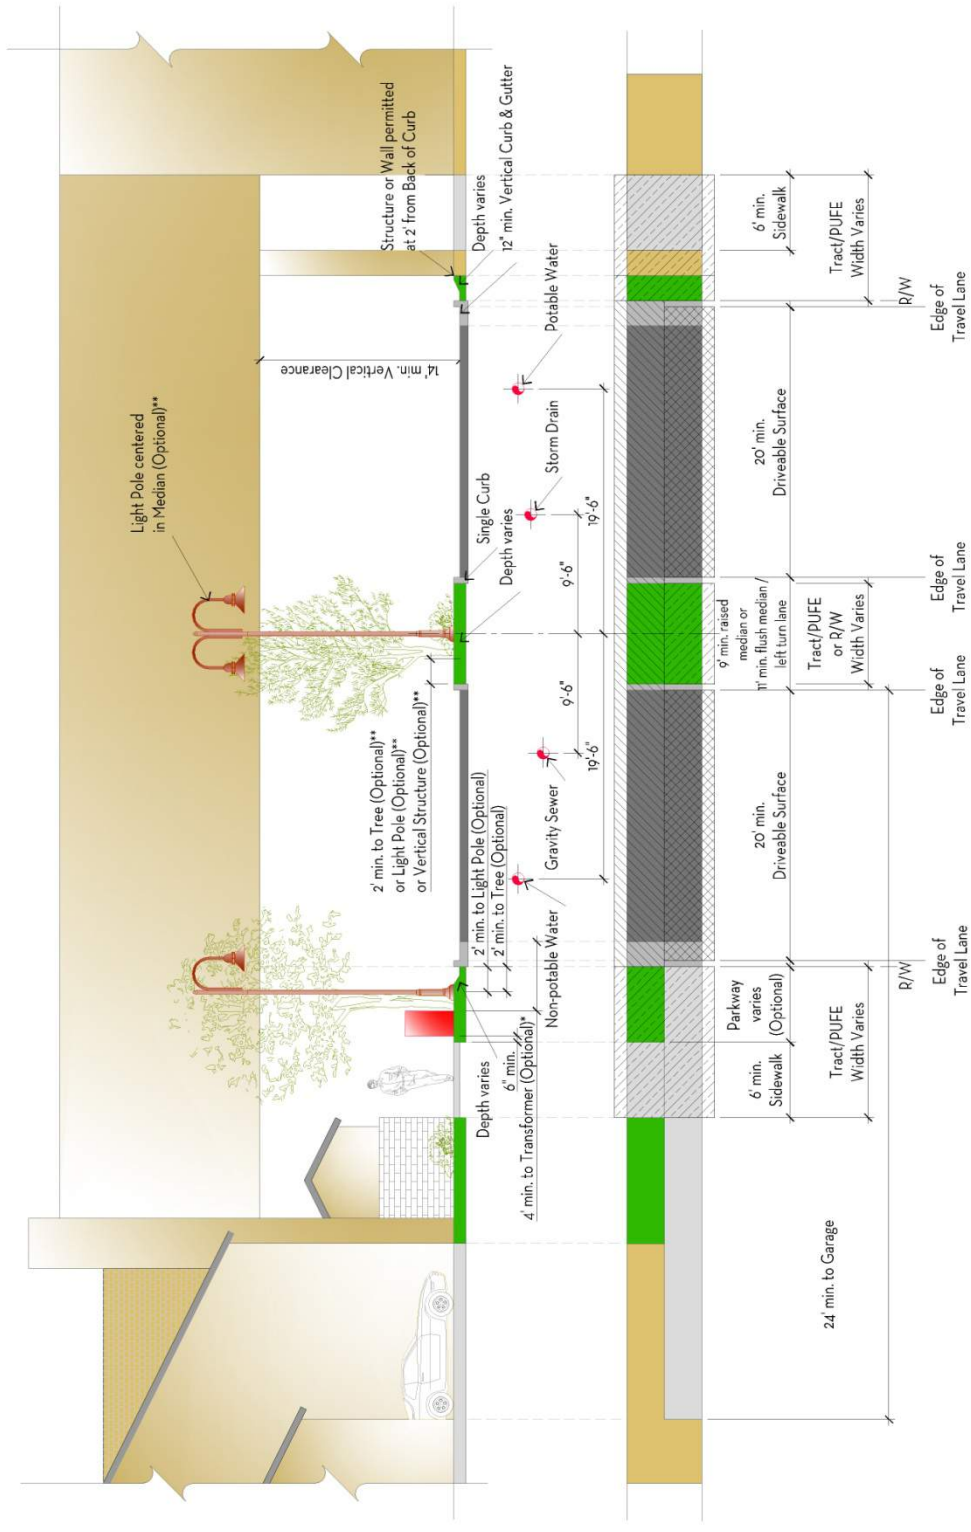 Light Pole centered
in Median (Optional)**
Structure or Wall permitted
at 2' from Back of Curb
14' min. Vertical Clearance
Depth varies
12" min. Vertical Curb & Gutter
2' min. to Tree (Optional)**
or Light Pole (Optional)**
or Vertical Structure (Optional)**
Single Curb
Depth varies
2' min. to Light Pole (Optional)
2' min. to Tree (Optional)
Depth varies
6" min.
4' min. to Transformer (Optional)*
Non-potable Water
Gravity Sewer
Storm Drain
Potable Water
9'-6"
9'-6"
19'-6"
19'-6"
6' min.
Sidewalk
Parkway
varies
(Optional)
20' min.
Driveable Surface
9' min. raised
median or
11' min. flush median /
left turn lane
20' min.
Driveable Surface
6' min.
Sidewalk
24' min. to Garage
Tract/PUFE
Width Varies
Tract/PUFE
or R/W
Width Varies
Tract/PUFE
Width Varies
R/W
R/W
Edge of
Travel Lane
Edge of
Travel Lane
Edge of
Travel Lane
Edge of
Travel Lane